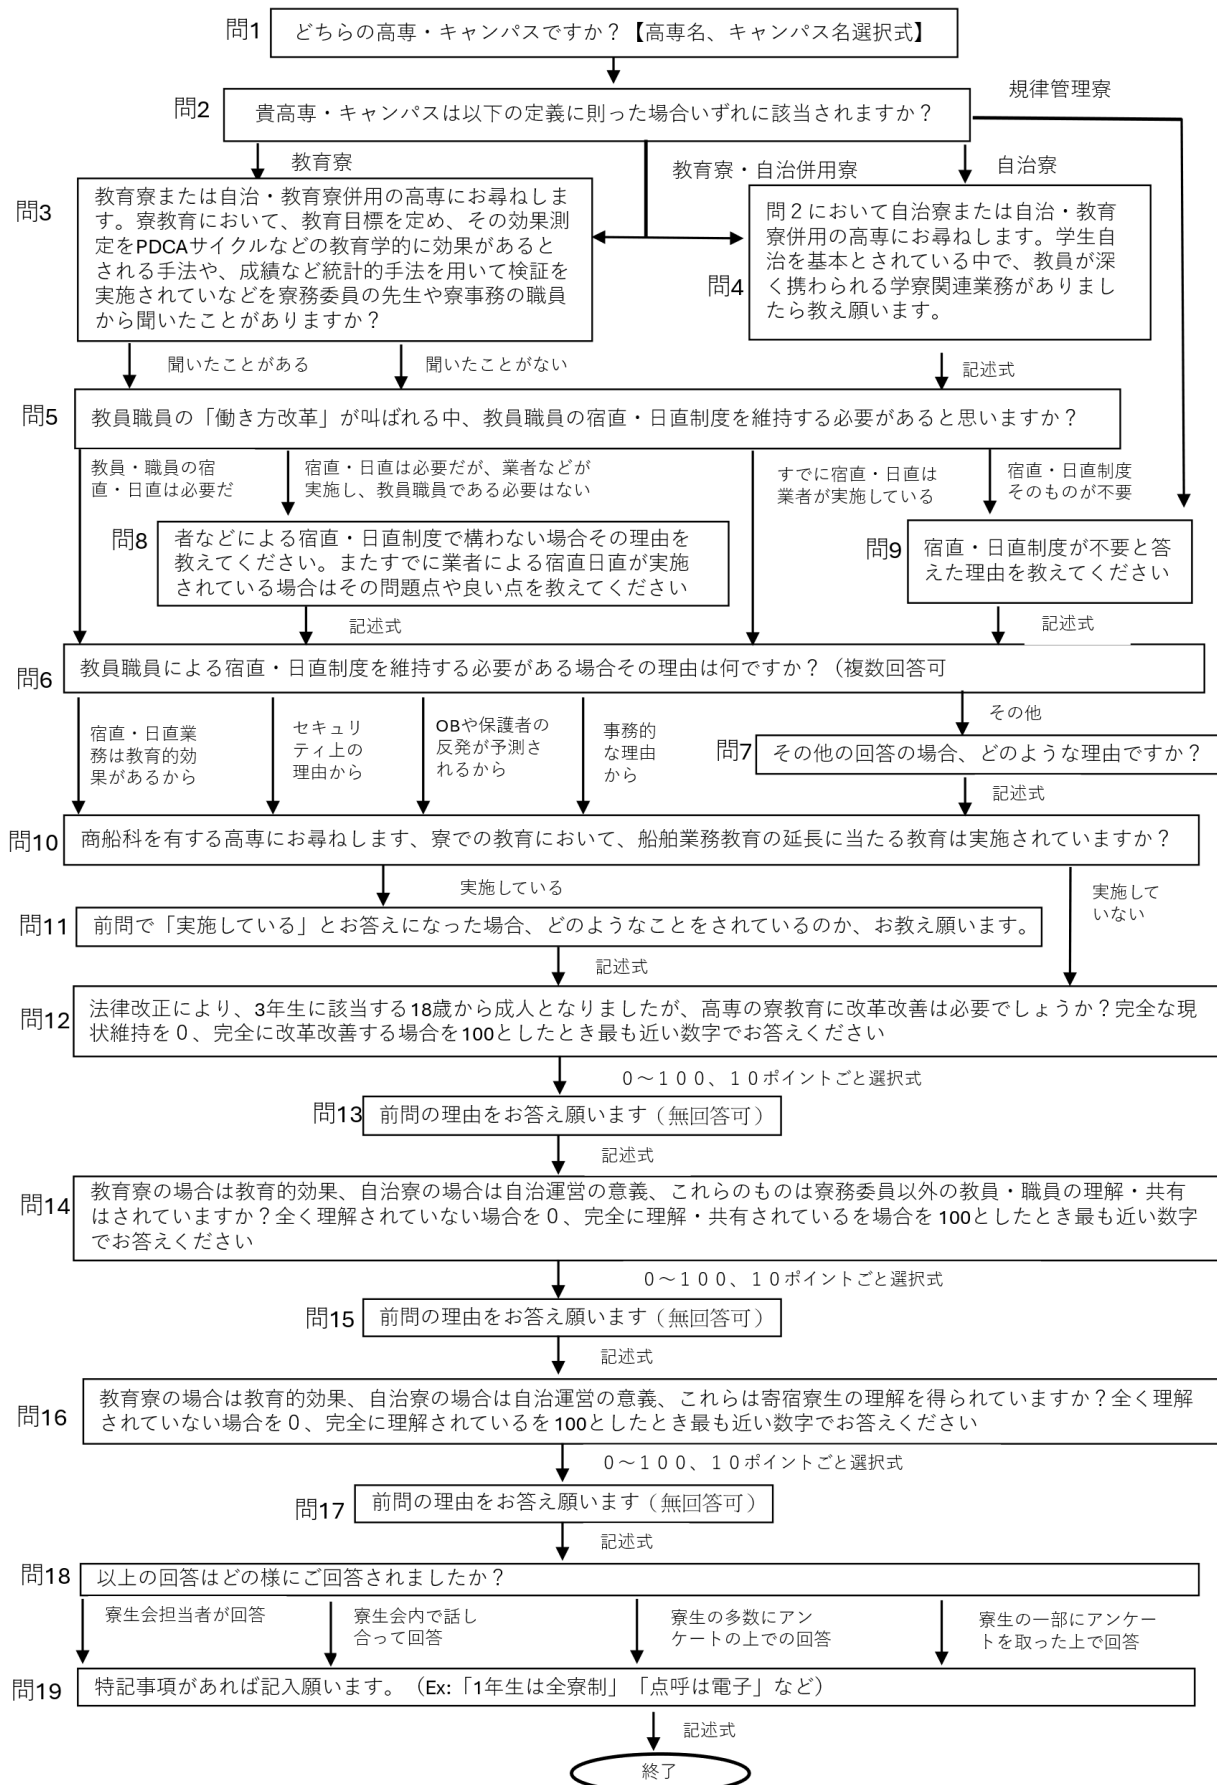 問1
どちらの高専・キャンパスですか？【高専名、キャンパス名選択式】
問2
貴高専・キャンパスは以下の定義に則った場合いずれに該当されますか？
規律管理寮
教育寮
教育寮・自治併用寮
自治寮
問3
教育寮または自治・教育寮併用の高専にお尋ねしま
す。寮教育において、教育目標を定め、その効果測
定をPDCAサイクルなどの教育学的に効果があると
される手法や、成績など統計的手法を用いて検証を
実施されていなどを寮務委員の先生や寮事務の職員
から聞いたことがありますか？
問4
問２において自治寮または自治・教育
寮併用の高専にお尋ねします。学生自
治を基本とされている中で、教員が深
く携わられる学寮関連業務がありまし
たら教え願います。
聞いたことがある
聞いたことがない
記述式
問5
教員職員の「働き方改革」が叫ばれる中、教員職員の宿直・日直制度を維持する必要があると思いますか？
教員・職員の宿
直・日直は必要だ
宿直・日直は必要だが、業者などが
実施し、教員職員である必要はない
すでに宿直・日直は
業者が実施している
宿直・日直制度
そのものが不要
問8
者などによる宿直・日直制度で構わない場合その理由を
教えてください。またすでに業者による宿直日直が実施
されている場合はその問題点や良い点を教えてください
問9
宿直・日直制度が不要と答
えた理由を教えてください
記述式
記述式
問6
教員職員による宿直・日直制度を維持する必要がある場合その理由は何ですか？（複数回答可
宿直・日直業
務は教育的効
果があるから
セキュリ
ティ上の
理由から
OBや保護者の
反発が予測さ
れるから
事務的
な理由
から
その他
問7
その他の回答の場合、どのような理由ですか？
記述式
問10
商船科を有する高専にお尋ねします、寮での教育において、船舶業務教育の延長に当たる教育は実施されていますか？
実施している
実施して
いない
問11
前問で「実施している」とお答えになった場合、どのようなことをされているのか、お教え願います。
記述式
問12
法律改正により、3年生に該当する18歳から成人となりましたが、高専の寮教育に改革改善は必要でしょうか？完全な現
状維持を０、完全に改革改善する場合を100としたとき最も近い数字でお答えください
０～１００、１０ポイントごと選択式
問13
前問の理由をお答え願います（無回答可）
記述式
問14
教育寮の場合は教育的効果、自治寮の場合は自治運営の意義、これらのものは寮務委員以外の教員・職員の理解・共有
はされていますか？全く理解されていない場合を０、完全に理解・共有されているを場合を100としたとき最も近い数字
でお答えください
０～１００、１０ポイントごと選択式
問15
前問の理由をお答え願います（無回答可）
記述式
問16
教育寮の場合は教育的効果、自治寮の場合は自治運営の意義、これらは寄宿寮生の理解を得られていますか？全く理解
されていない場合を０、完全に理解されているを100としたとき最も近い数字でお答えください
０～１００、１０ポイントごと選択式
問17
前問の理由をお答え願います（無回答可）
記述式
問18
以上の回答はどの様にご回答されましたか？
寮生会担当者が回答
寮生会内で話し
合って回答
寮生の多数にアン
ケートの上での回答
寮生の一部にアンケー
トを取った上で回答
問19
特記事項があれば記入願います。（Ex:「1年生は全寮制」「点呼は電子」など）
記述式
終了